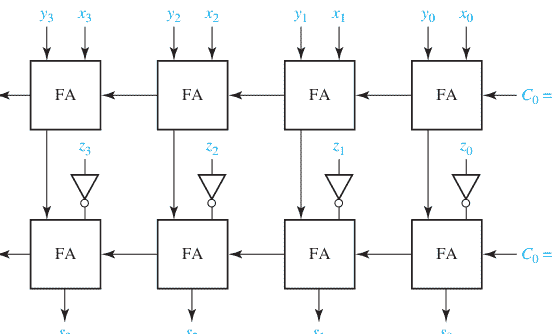 y3 x3 y2 x2 y1 x1 y0 x0
FA FA FA FA C0 =
z3 z2 z1 z0
FA FA FA FA C0 =